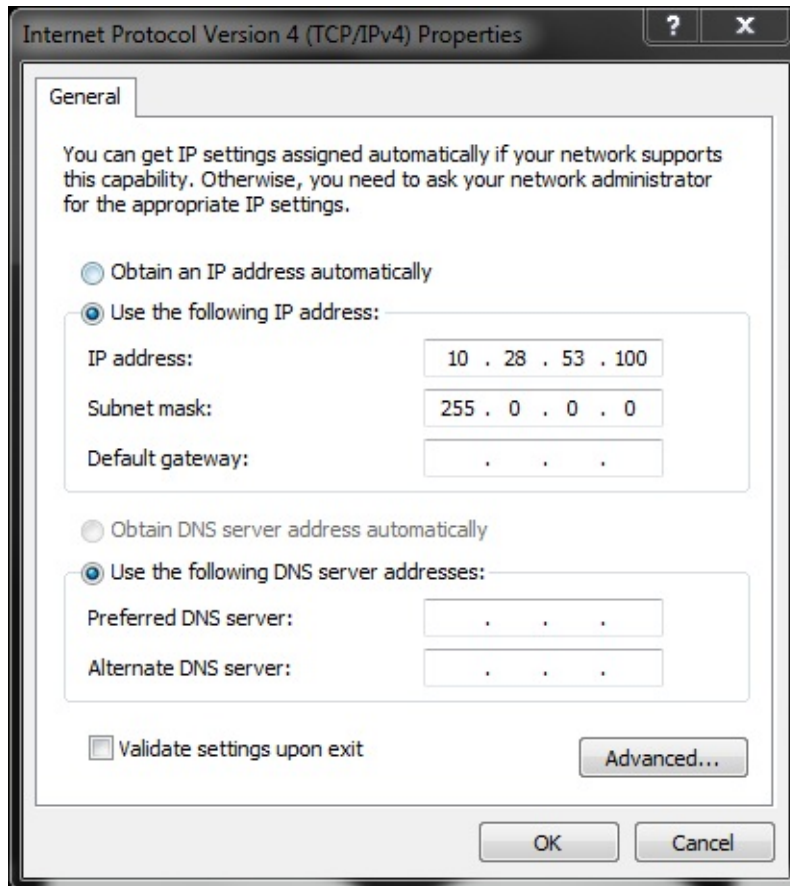 Internet Protocol Version 4 (TCP/IPv4) Properties
?
X
General
You can get IP settings assigned automatically if your network supports
this capability. Otherwise, you need to ask your network administrator
for the appropriate IP settings.
Obtain an IP address automatically
Use the following IP address:
IP address: 10 . 28 . 53 . 100
Subnet mask: 255 . 0 . 0 . 0
Default gateway: . . .
Obtain DNS server address automatically
Use the following DNS server addresses:
Preferred DNS server: . . .
Alternate DNS server: . . .
Validate settings upon exit
Advanced...
OK Cancel